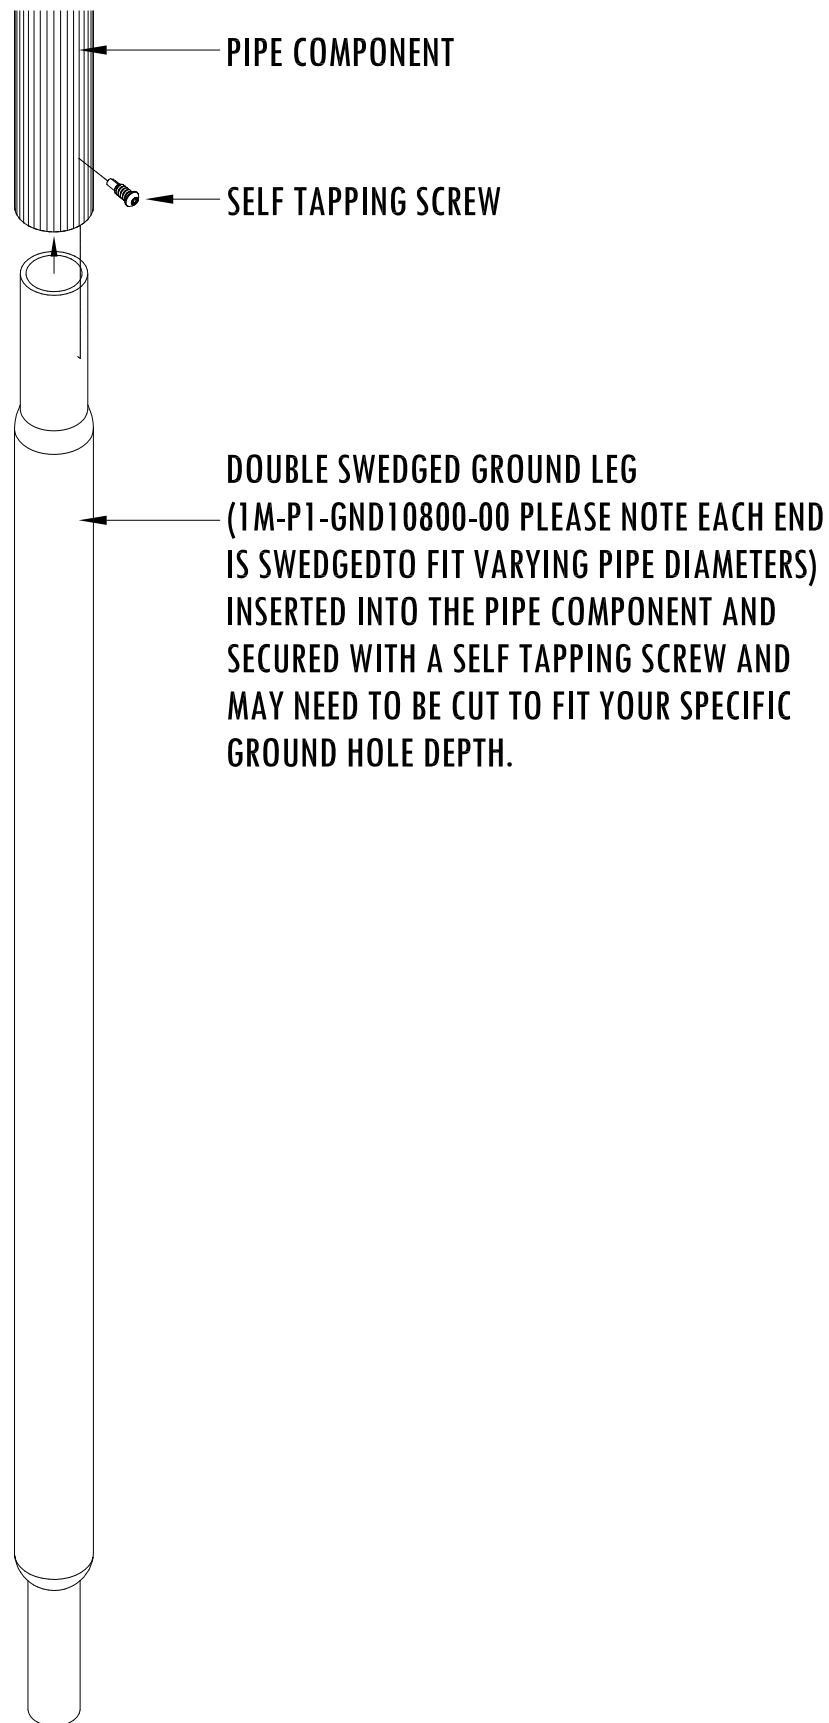 PIPE COMPONENT
SELF TAPPING SCREW
DOUBLE SWEDGED GROUND LEG
(1M-P1-GND10800-00 PLEASE NOTE EACH END
IS SWEDGEDTO FIT VARYING PIPE DIAMETERS)
INSERTED INTO THE PIPE COMPONENT AND
SECURED WITH A SELF TAPPING SCREW AND
MAY NEED TO BE CUT TO FIT YOUR SPECIFIC
GROUND HOLE DEPTH.